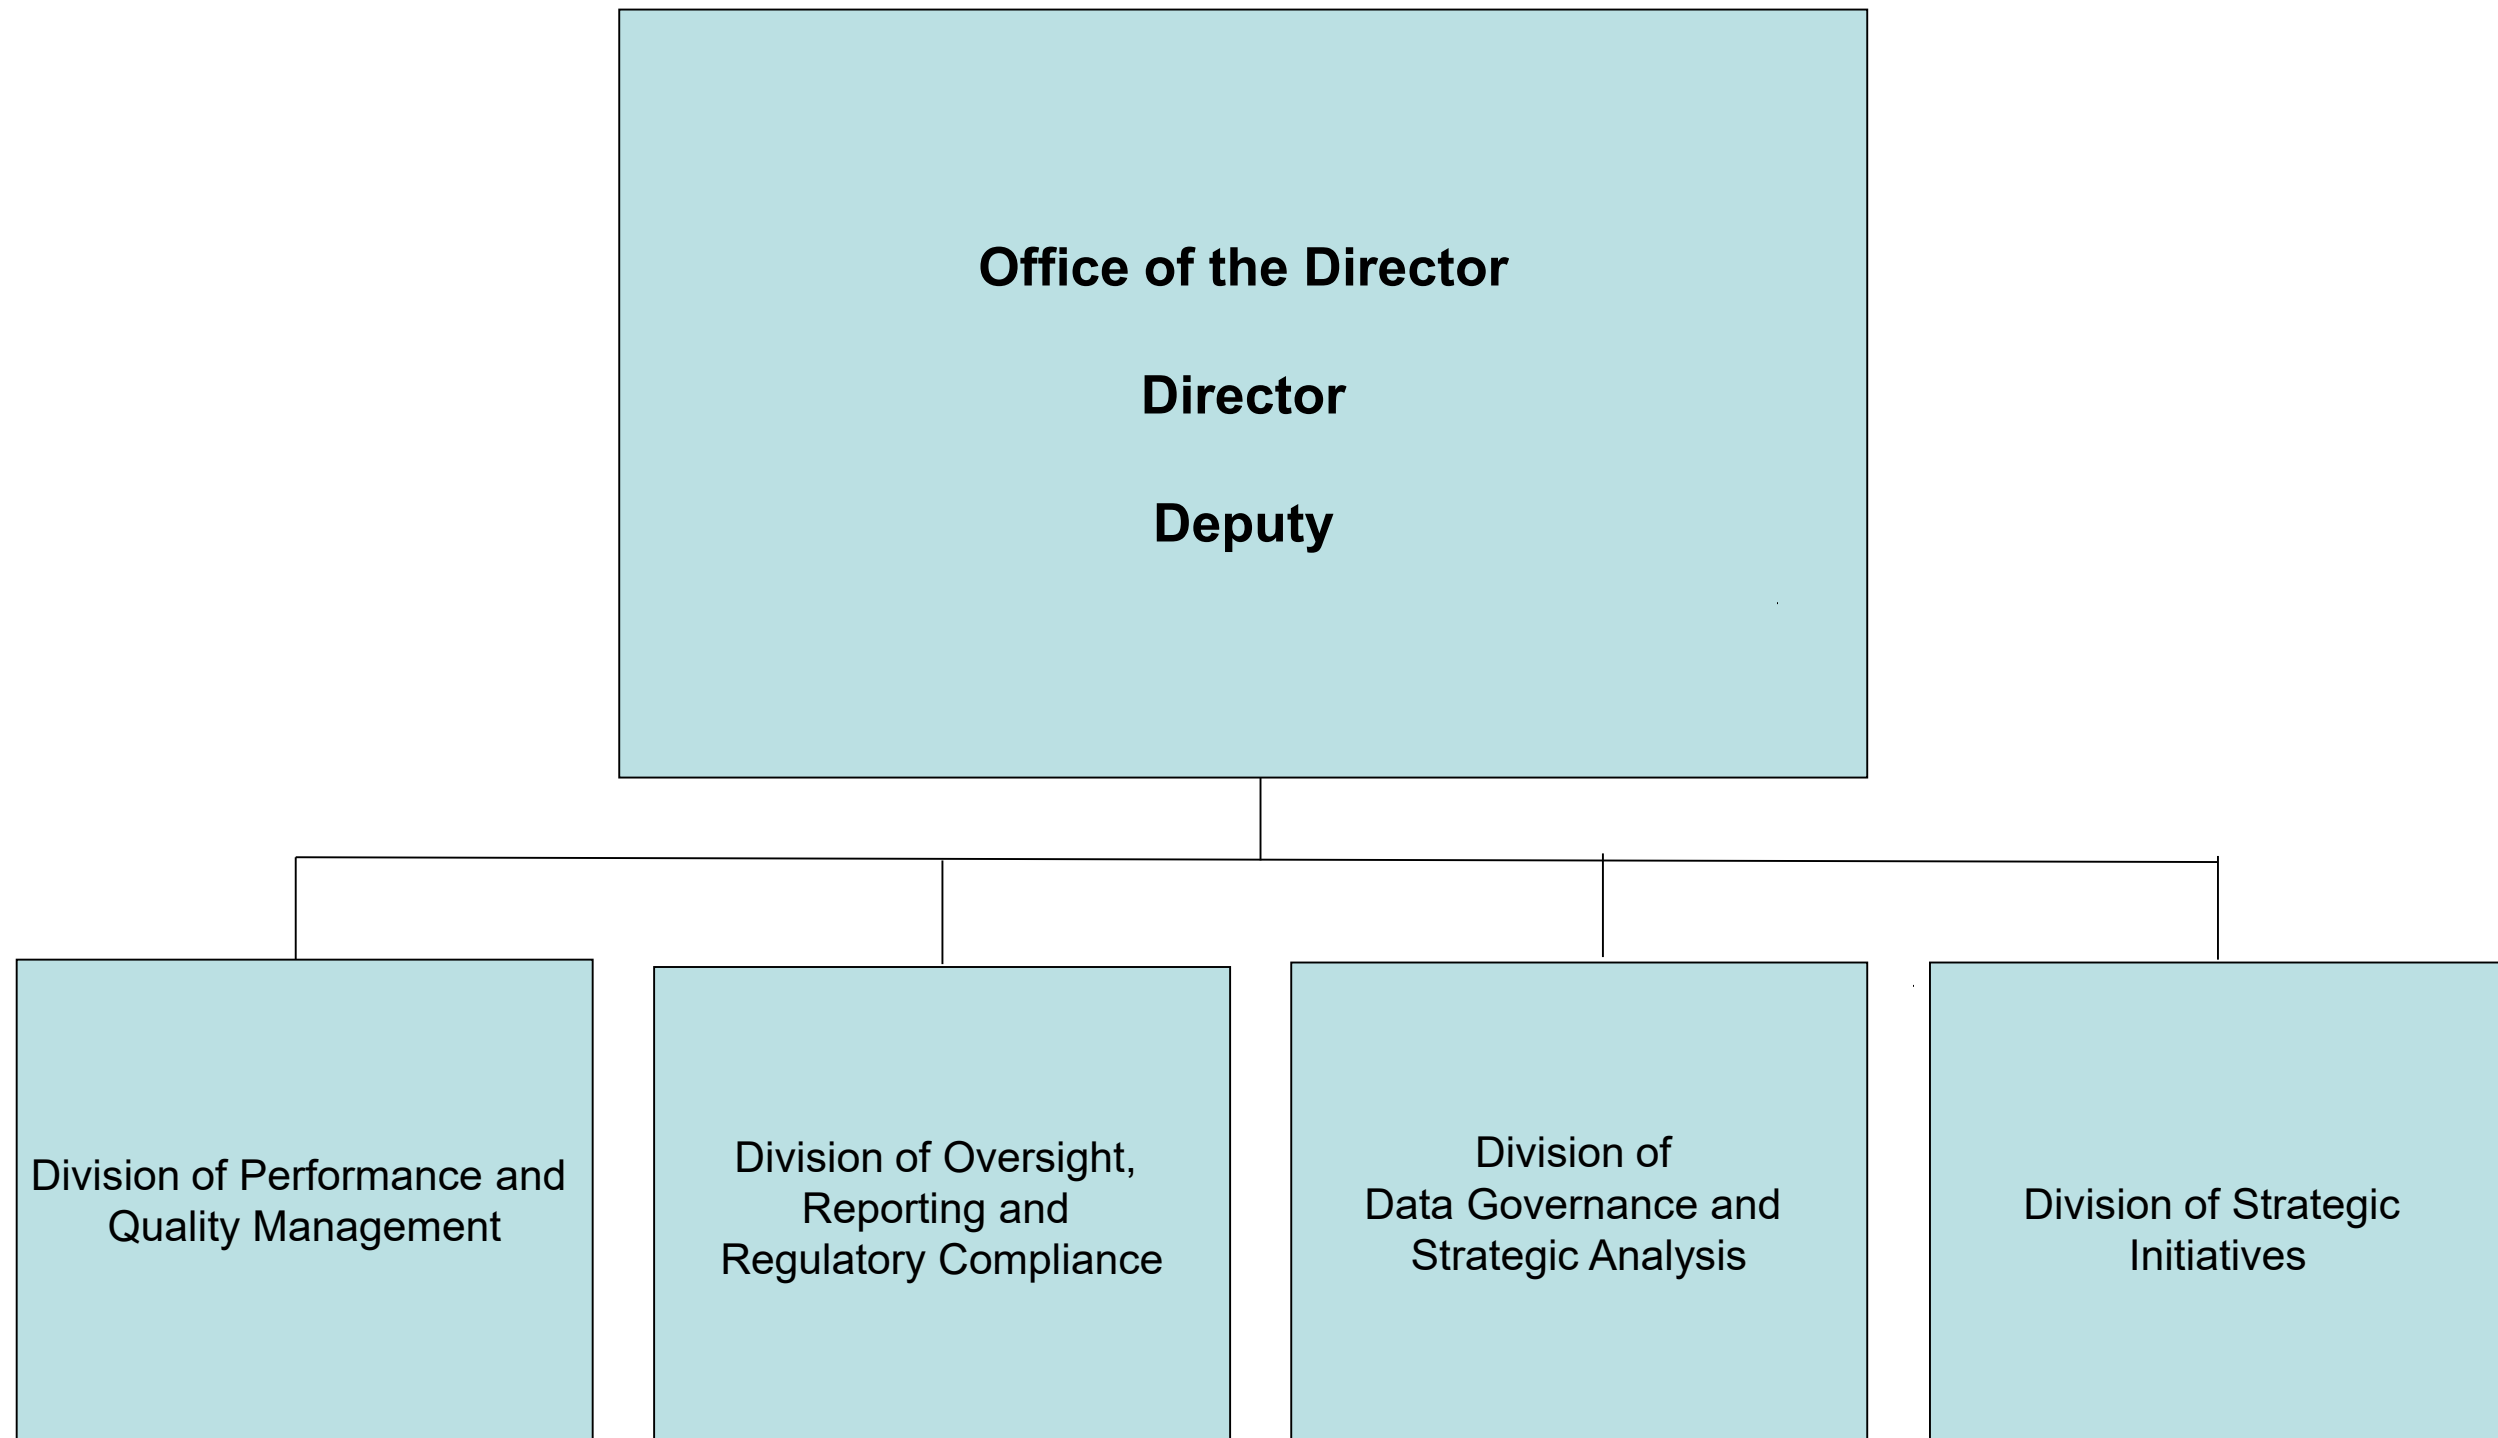 Office of the Director
Director
Deputy
Division of Performance and
Quality Management
Division of Oversight,
Reporting and
Regulatory Compliance
Division of
Data Governance and
Strategic Analysis
Division of Strategic
Initiatives